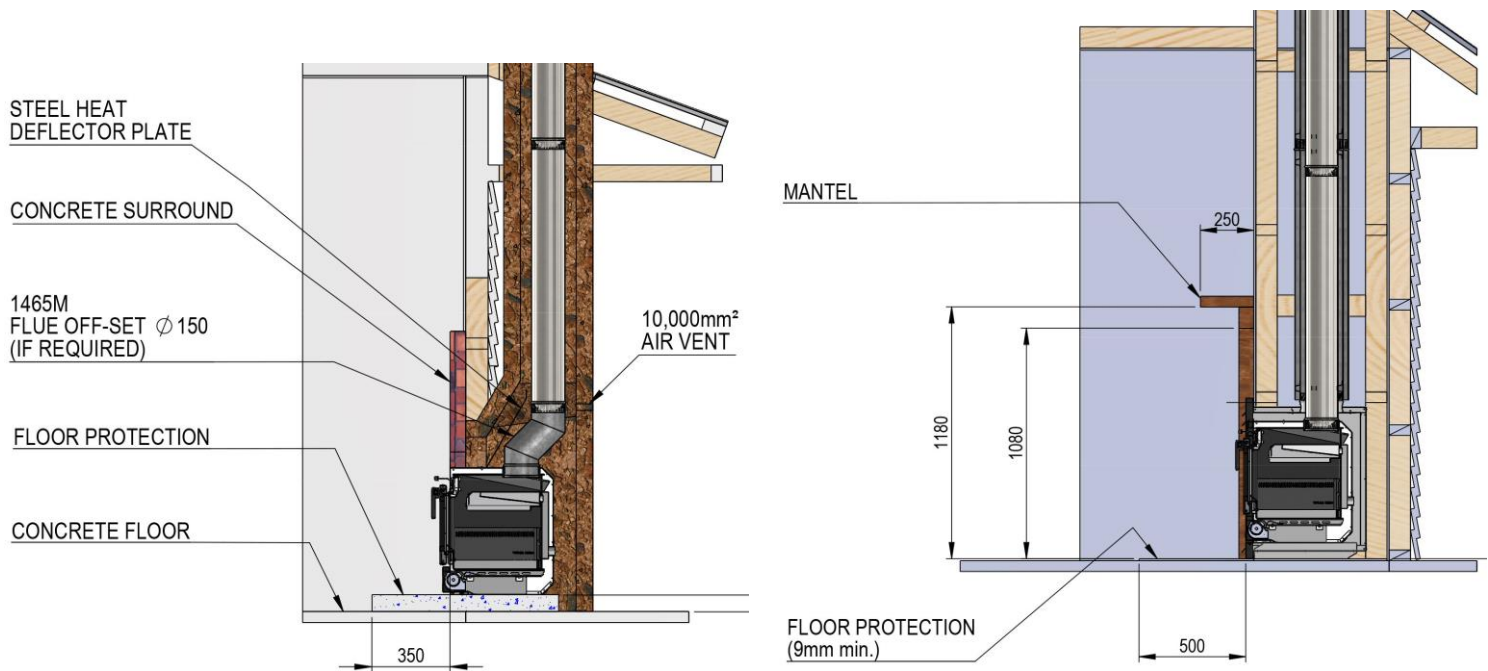 STEEL HEAT
DEFLECTOR PLATE
CONCRETE SURROUND
1465M
FLUE OFF-SET ∅ 150
(IF REQUIRED)
10,000mm²
AIR VENT
FLOOR PROTECTION
CONCRETE FLOOR
350
MANTEL
250
1180
1080
FLOOR PROTECTION
(9mm min.)
500